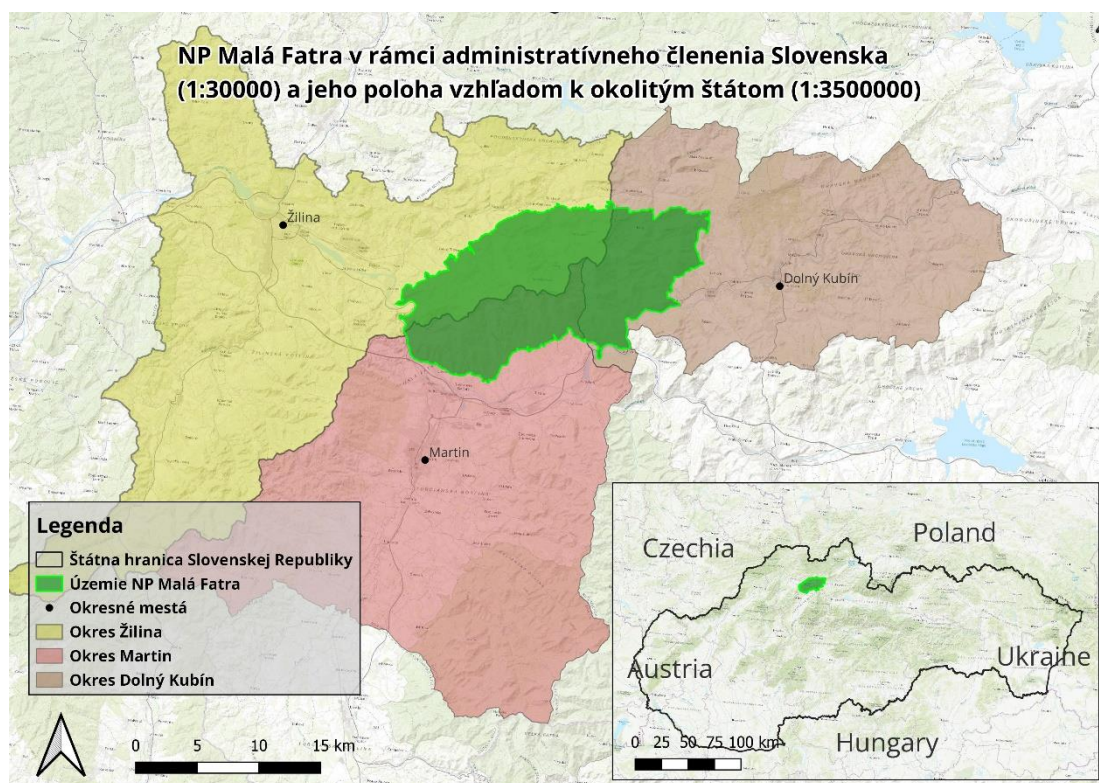 NP Malá Fatra v rámci administratívneho členenia Slovenska
(1:30000) a jeho poloha vzhľadom k okolitým štátom (1:3500000)
Žilina
Dolný Kubín
Martin
Legenda
Štátna hranica Slovenskej Republiky
Územie NP Malá Fatra
Okresné mestá
Okres Žilina
Okres Martin
Okres Dolný Kubín
0 5 10 15 km
Czechia
Poland
Austria
Ukraine
Hungary
0 25 50 75 100 km